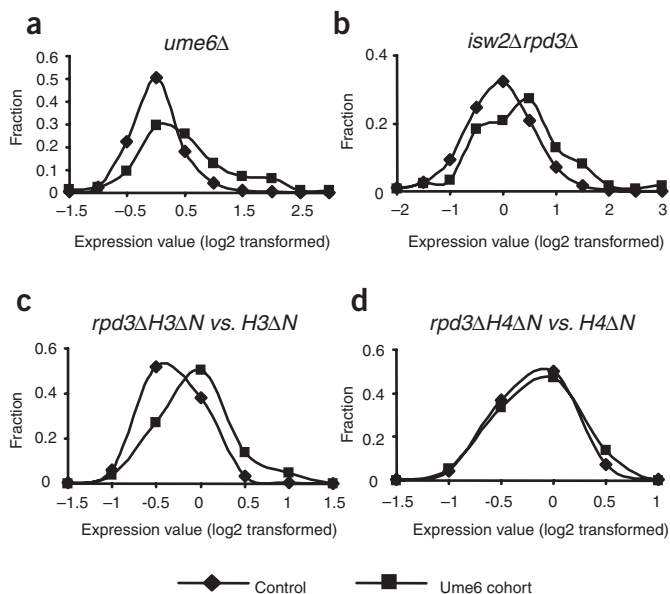 a
ume6Δ
0.6
0.5
0.4
0.3
0.2
0.1
0
Fraction
–1.5
–0.5
0.5
1.5
2.5
Expression value (log2 transformed)
b
isw2Δrpd3Δ
0.4
0.2
0
Fraction
–2
–1
0
1
2
3
Expression value (log2 transformed)
c
rpd3ΔH3ΔN vs. H3ΔN
0.6
0.4
0.2
0
Fraction
–1.5
–1
–0.5
0
0.5
1
1.5
Expression value (log2 transformed)
d
rpd3ΔH4ΔN vs. H4ΔN
0.6
0.4
0.2
0
Fraction
–1.5
–1
–0.5
0
0.5
1
Expression value (log2 transformed)
Control
Ume6 cohort